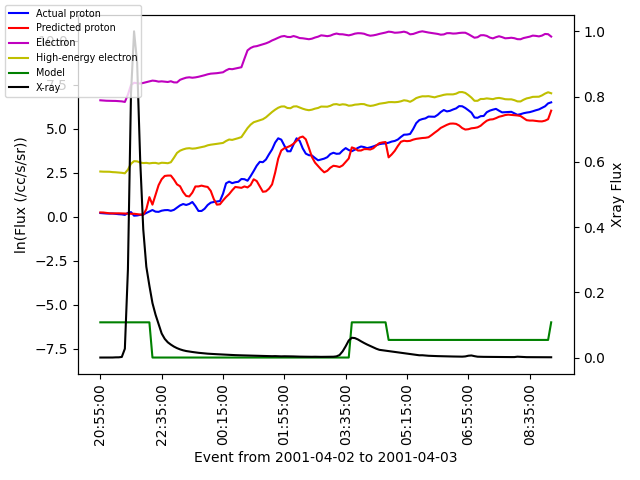 Actual proton
Predicted proton
Electron
High-energy electron
Model
X-ray
10.0
7.5
5.0
2.5
0.0
−2.5
−5.0
−7.5
ln(Flux (/cc/s/sr))
1.0
0.8
0.6
0.4
0.2
0.0
Xray Flux
20:55:00
22:35:00
00:15:00
01:55:00
03:35:00
05:15:00
06:55:00
08:35:00
Event from 2001-04-02 to 2001-04-03